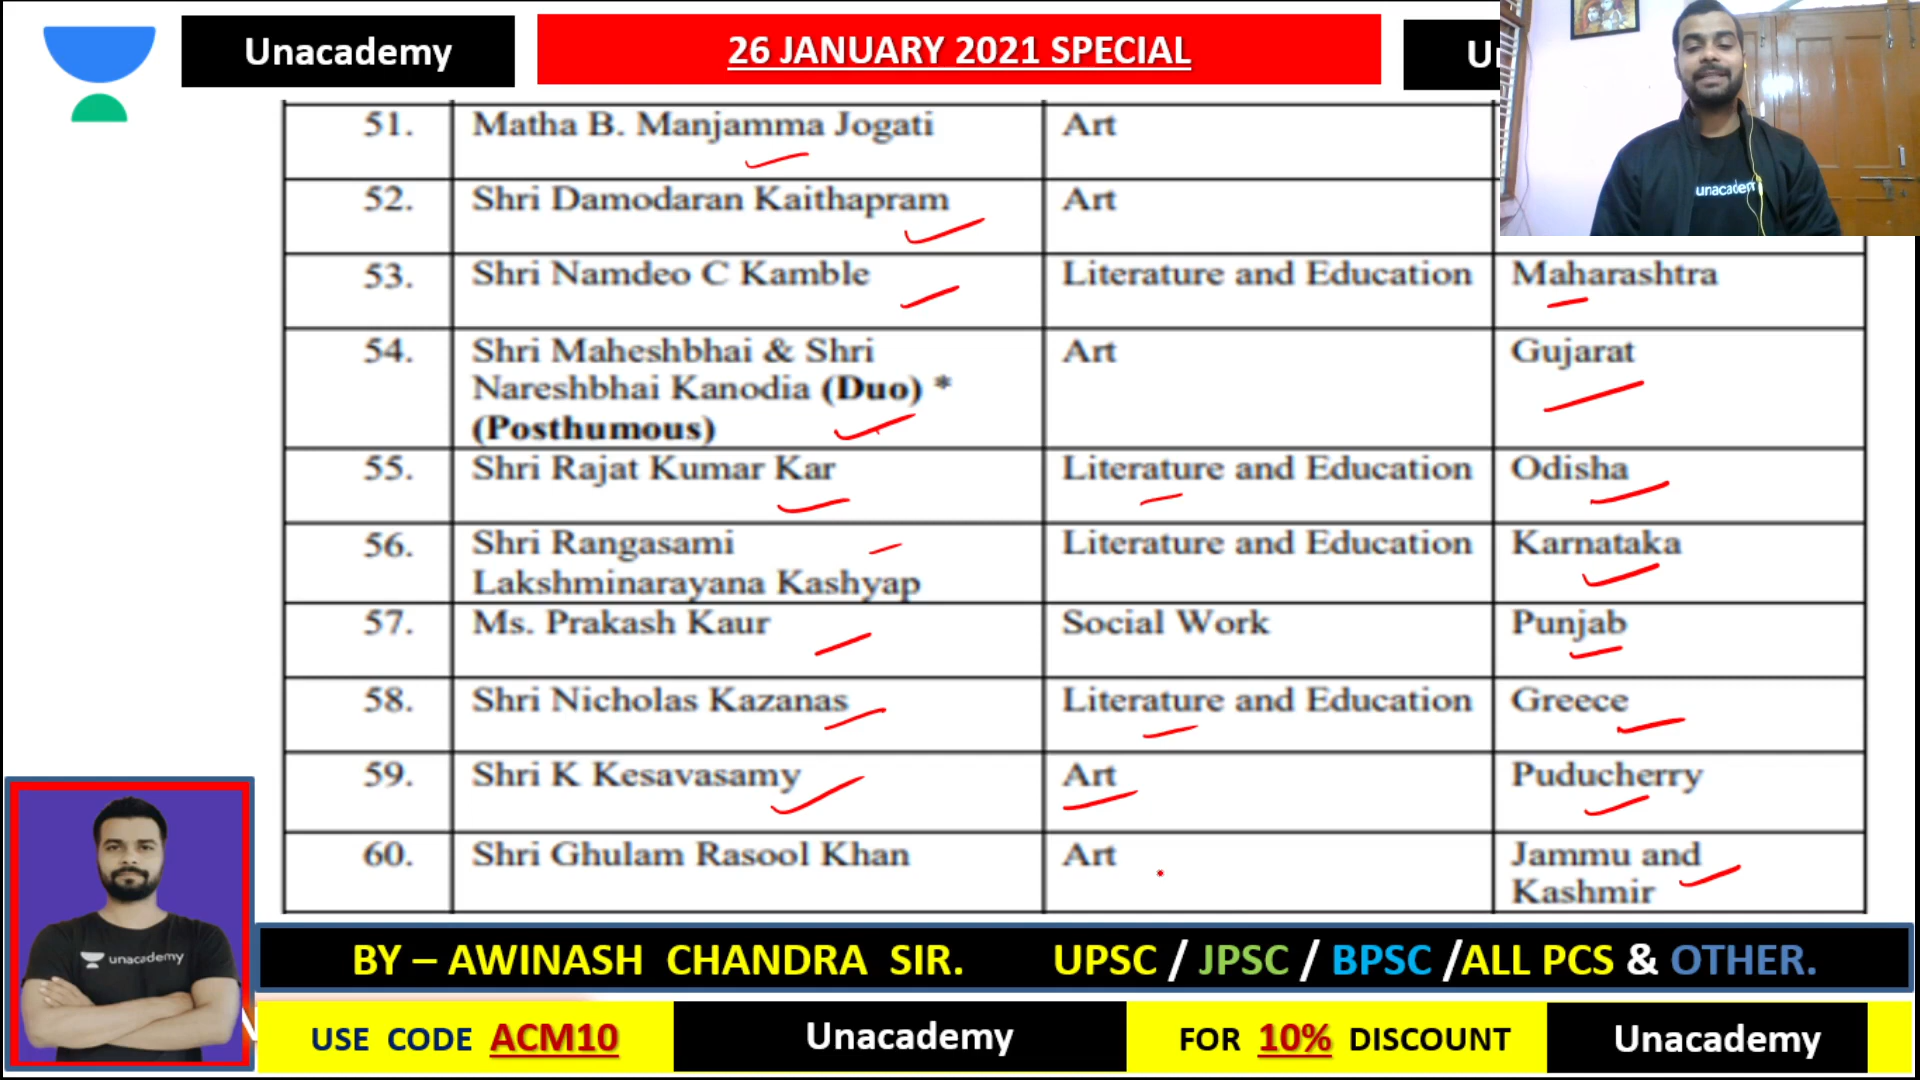 Unacademy
26 JANUARY 2021 SPECIAL
51. Matha B. Manjamma Jogati Art
52. Shri Damodaran Kaithapram Art
53. Shri Namdeo C Kamble Literature and Education Maharashtra
54. Shri Maheshbhai & Shri Art Gujarat
Nareshbhai Kanodia (Duo) *
(Posthumous)
55. Shri Rajat Kumar Kar Literature and Education Odisha
56. Shri Rangasami Literature and Education Karnataka
Lakshminarayana Kashyap
57. Ms. Prakash Kaur Social Work Punjab
58. Shri Nicholas Kazanas Literature and Education Greece
59. Shri K Kesavasamy Art Puducherry
60. Shri Ghulam Rasool Khan Art Jammu and
Kashmir
unacademy
BY – AWINASH CHANDRA SIR. UPSC / JPSC / BPSC /ALL PCS & OTHER.
USE CODE ACM10 Unacademy FOR 10% DISCOUNT Unacademy